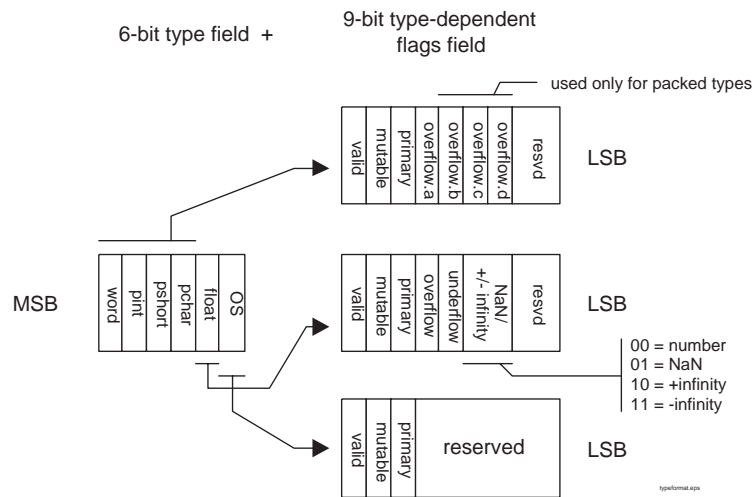 6-bit type field +
9-bit type-dependent
flags field
used only for packed types
valid
mutable
primary
overflow.a
overflow.b
overflow.c
overflow.d
resvd
LSB
MSB
word
pint
pshort
pchar
float
OS
valid
mutable
primary
overflow
underflow
NaN/
+/- infinity
resvd
LSB
00 = number
01 = NaN
10 = +infinity
11 = -infinity
valid
mutable
primary
reserved
LSB
typeformat.eps